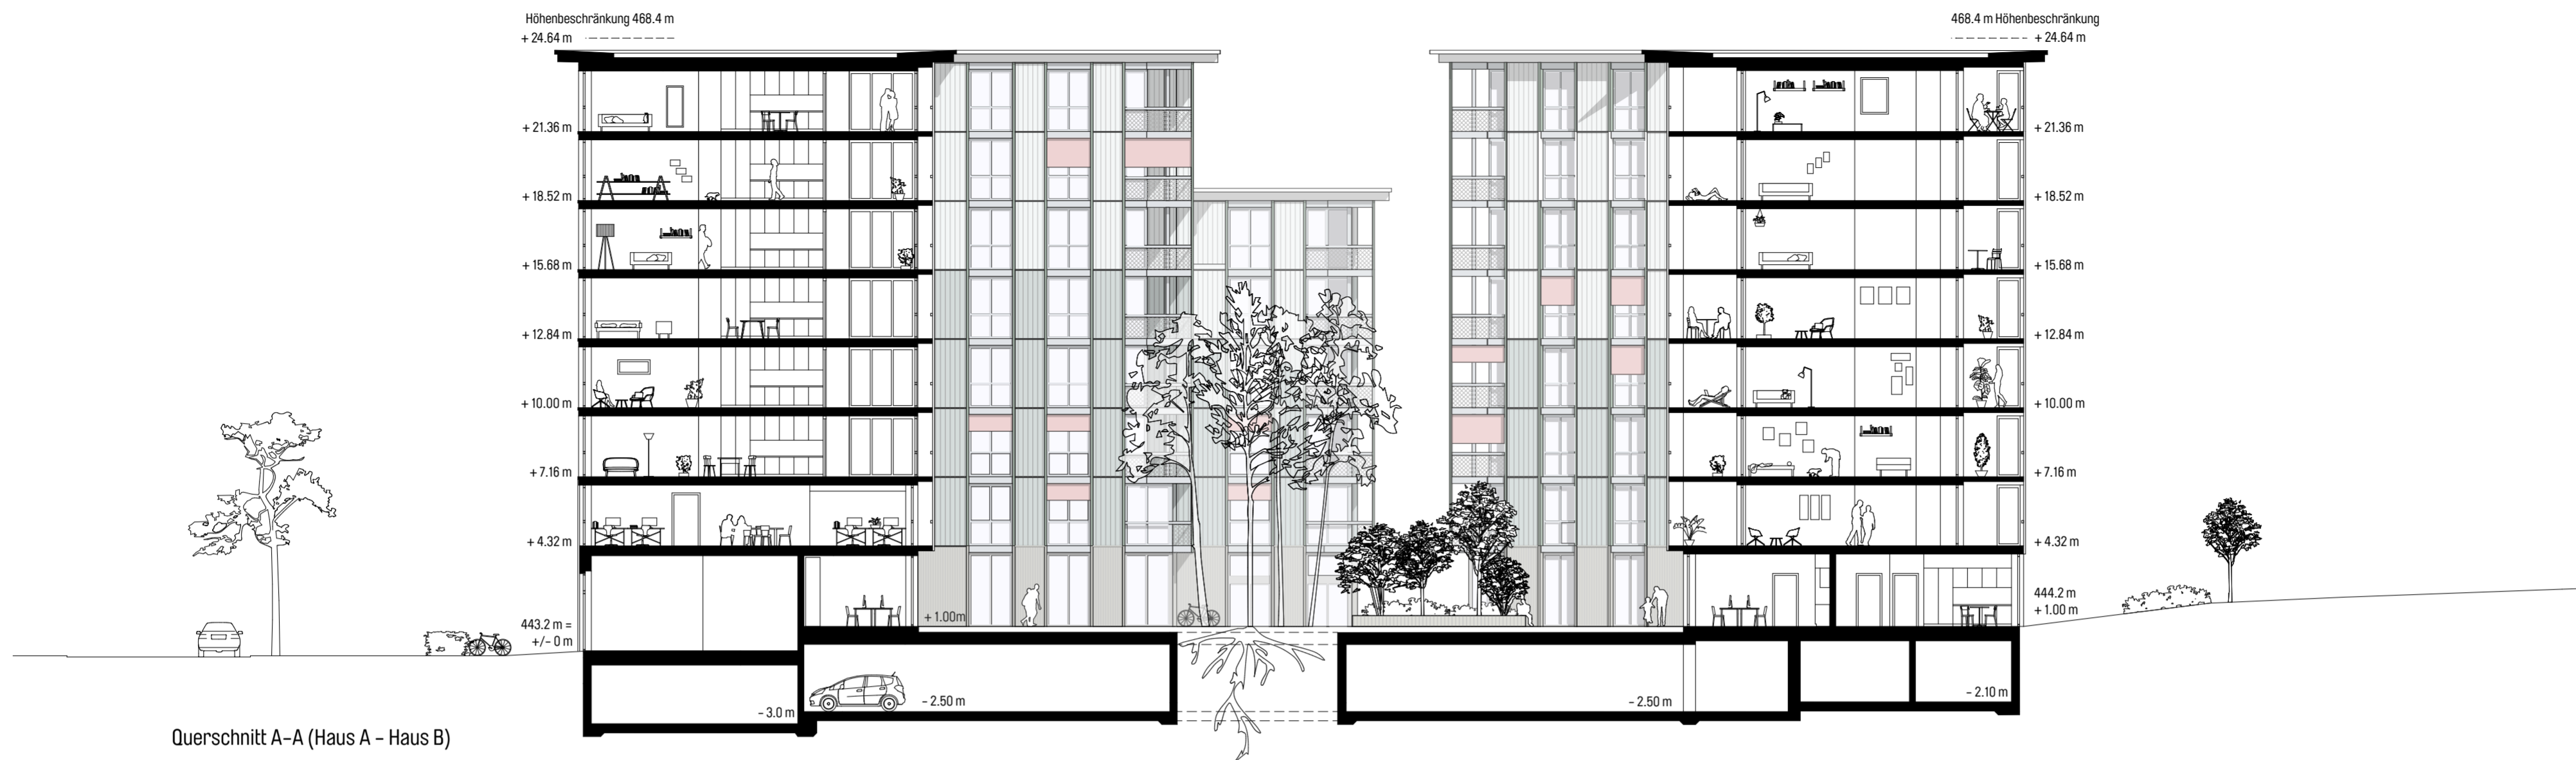 Höhenbeschränkung 468.4 m
+ 24.64 m
+ 21.36 m
+ 18.52 m
+ 15.68 m
+ 12.84 m
+ 10.00 m
+ 7.16 m
+ 4.32 m
443.2 m =
+/- 0 m
+ 1.00m
- 3.0 m
- 2.50 m
- 2.50 m
- 2.10 m
468.4 m Höhenbeschränkung
+ 24.64 m
+ 21.36 m
+ 18.52 m
+ 15.68 m
+ 12.84 m
+ 10.00 m
+ 7.16 m
+ 4.32 m
444.2 m
+ 1.00 m
Querschnitt A-A (Haus A - Haus B)